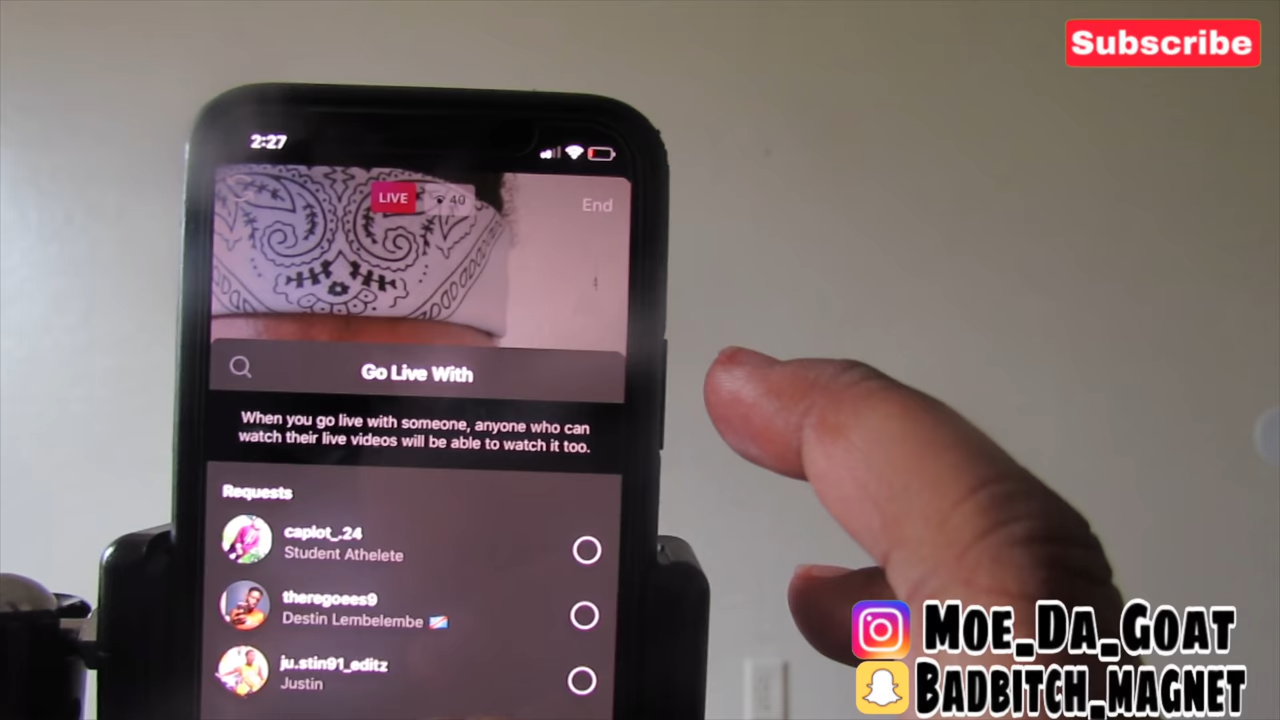 Subscribe
2:27
LIVE
40
End
Go Live With
When you go live with someone, anyone who can
watch their live videos will be able to watch it too.
Requests
caplot_.24
Student Athelete
theregoees9
Destin Lembelembe
ju.stin91_editz
Justin
Moe_Da_Goat
Badbitch_magnet